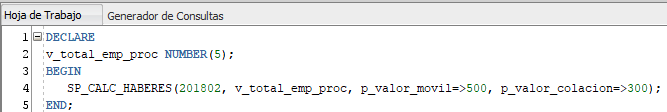 Hoja de Trabajo Generador de Consultas
1 DECLARE
2 v_total_emp_proc NUMBER(5);
3 BEGIN
4 SP_CALC_HABERES(201802, v_total_emp_proc, p_valor_movil=>500, p_valor_colacion=>300);
5 END;